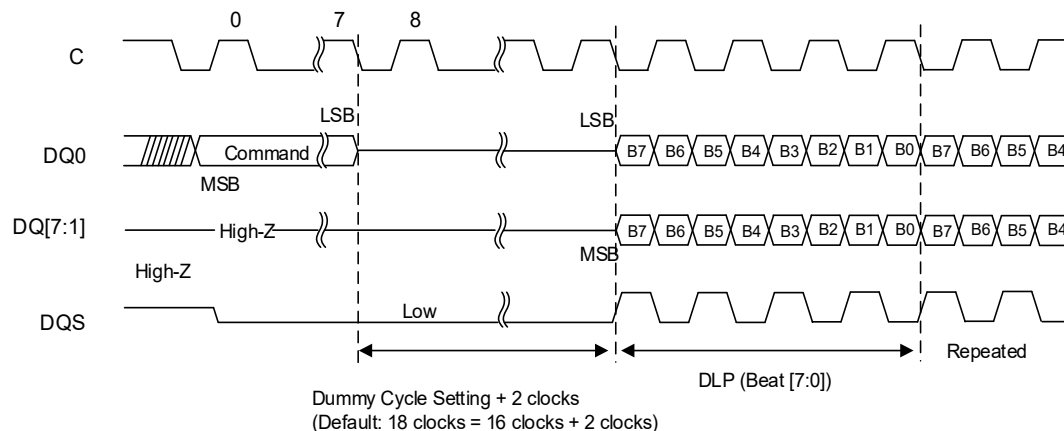 0 7 8
C
LSB LSB
DQ0 Command B7 B6 B5 B4 B3 B2 B1 B0 B7 B6 B5 B4
MSB
DQ[7:1] High-Z B7 B6 B5 B4 B3 B2 B1 B0 B7 B6 B5 B4
MSB
High-Z
DQS Low
Repeated
DLP (Beat [7:0])
Dummy Cycle Setting + 2 clocks
(Default: 18 clocks = 16 clocks + 2 clocks)